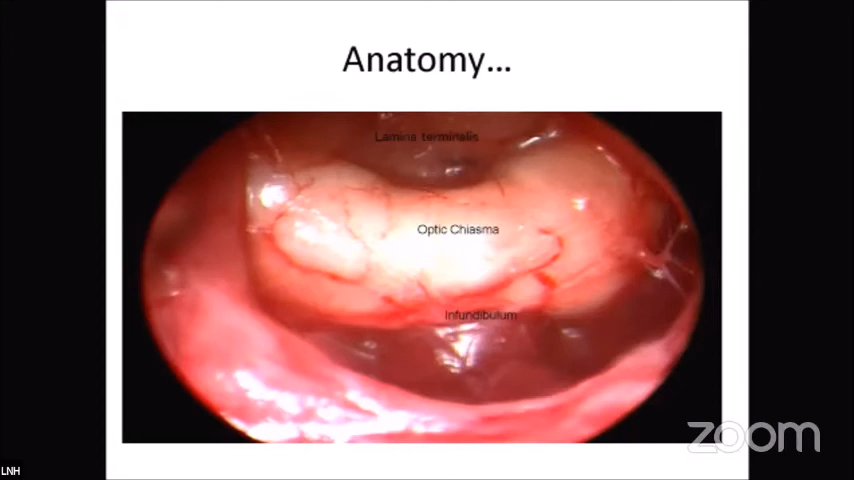 Anatomy...
Lamina terminalis
Optic Chiasma
Infundibulum
zoom
LNH